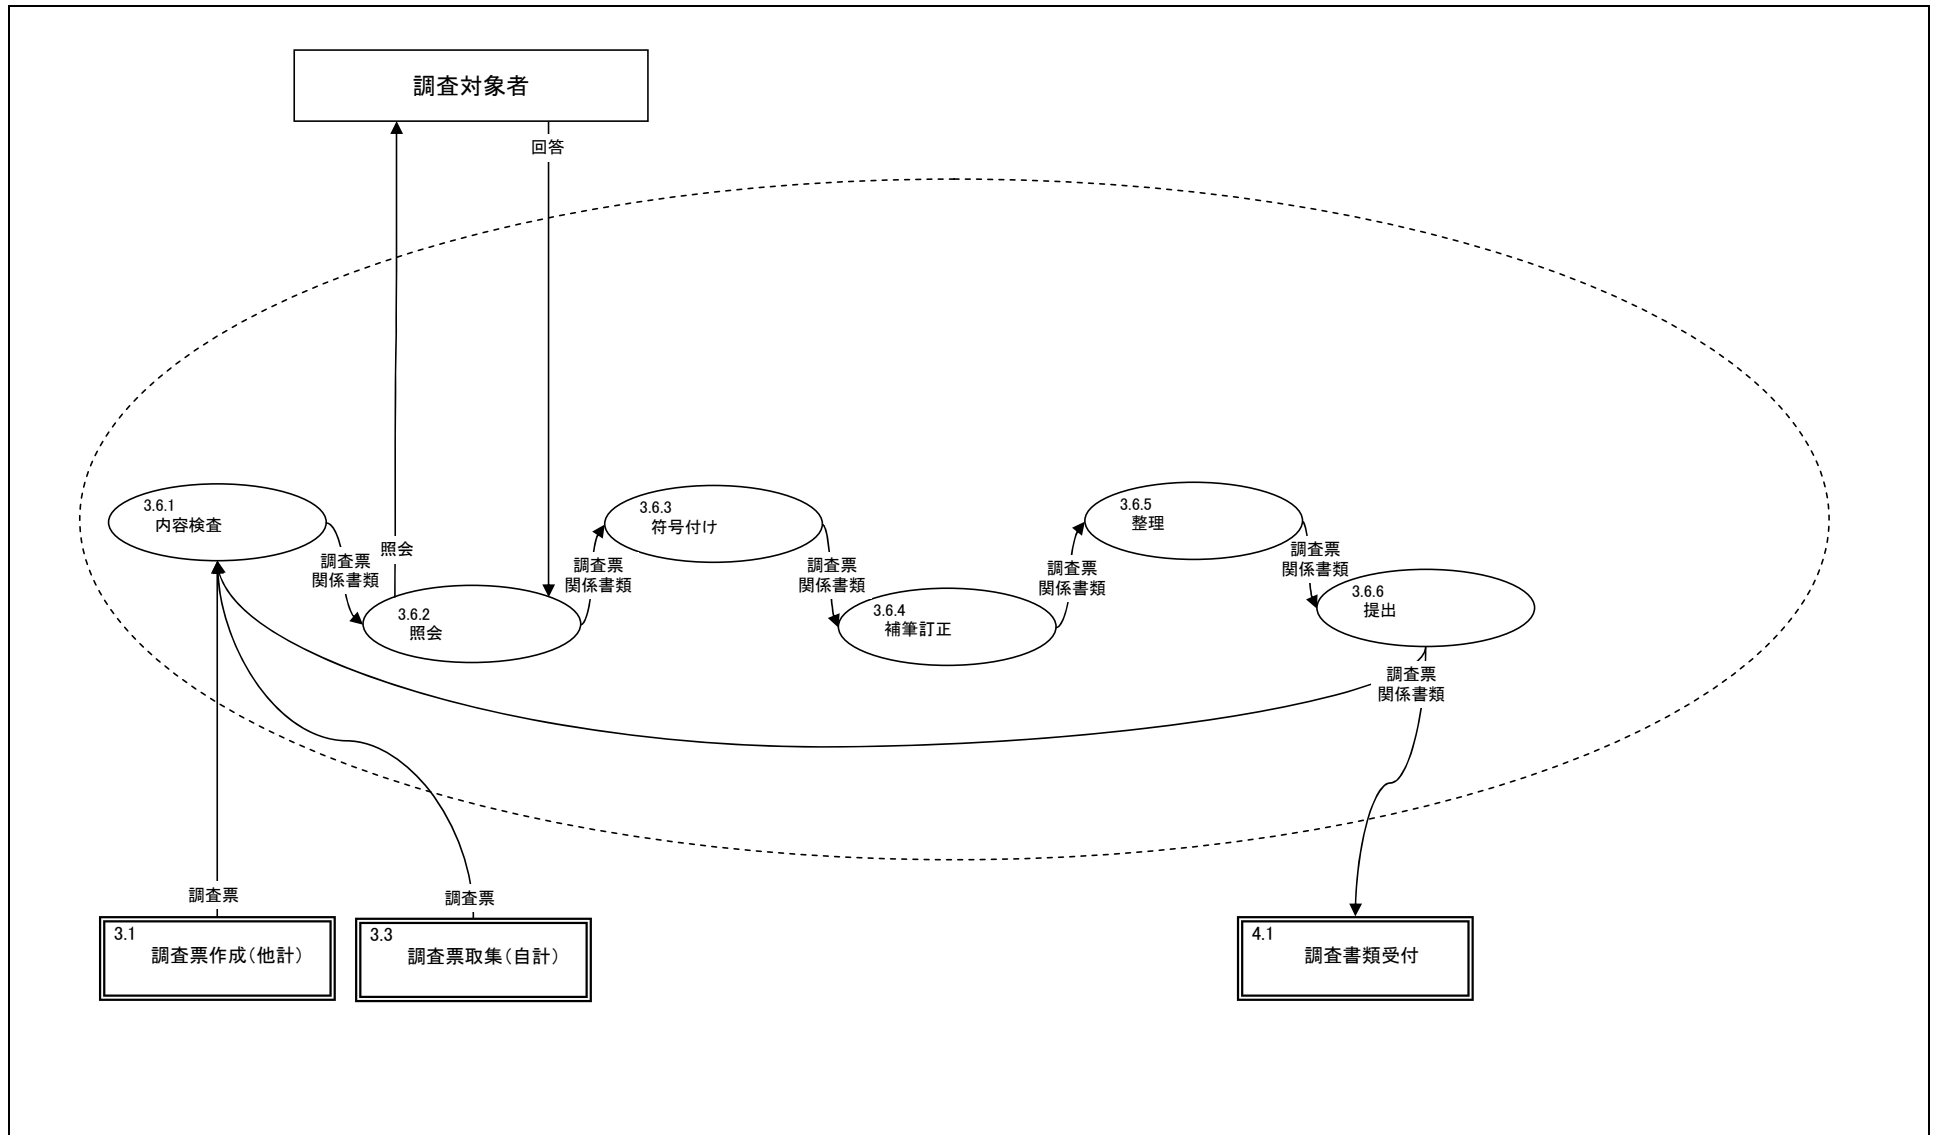 調査対象者
回答
3.6.1
内容検査
調査票
関係書類
照会
3.6.2
照会
調査票
関係書類
3.6.3
符号付け
調査票
関係書類
3.6.4
補筆訂正
調査票
関係書類
3.6.5
整理
調査票
関係書類
3.6.6
提出
調査票
関係書類
調査票
調査票
3.1
調査票作成（他計）
3.3
調査票取集（自計）
4.1
調査書類受付